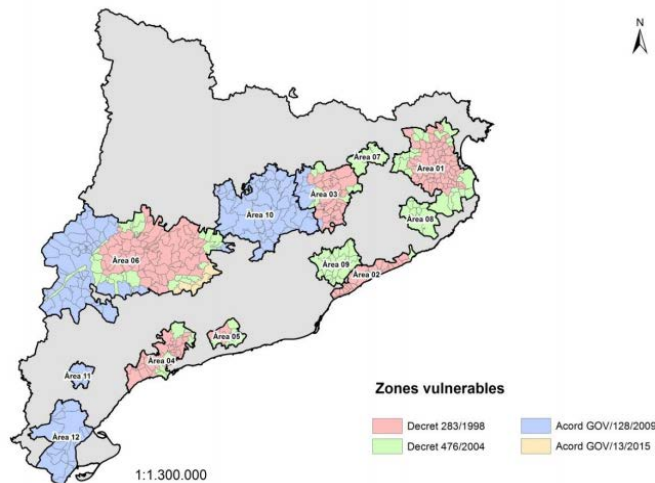 N
Àrea 07
Àrea 01
Àrea 03
Àrea 10
Àrea 08
Àrea 06
Àrea 09
Àrea 02
Àrea 05
Àrea 04
Àrea 11
Àrea 12
Zones vulnerables
Decret 283/1998
Acord GOV/128/2009
Decret 476/2004
Acord GOV/13/2015
1:1.300.000